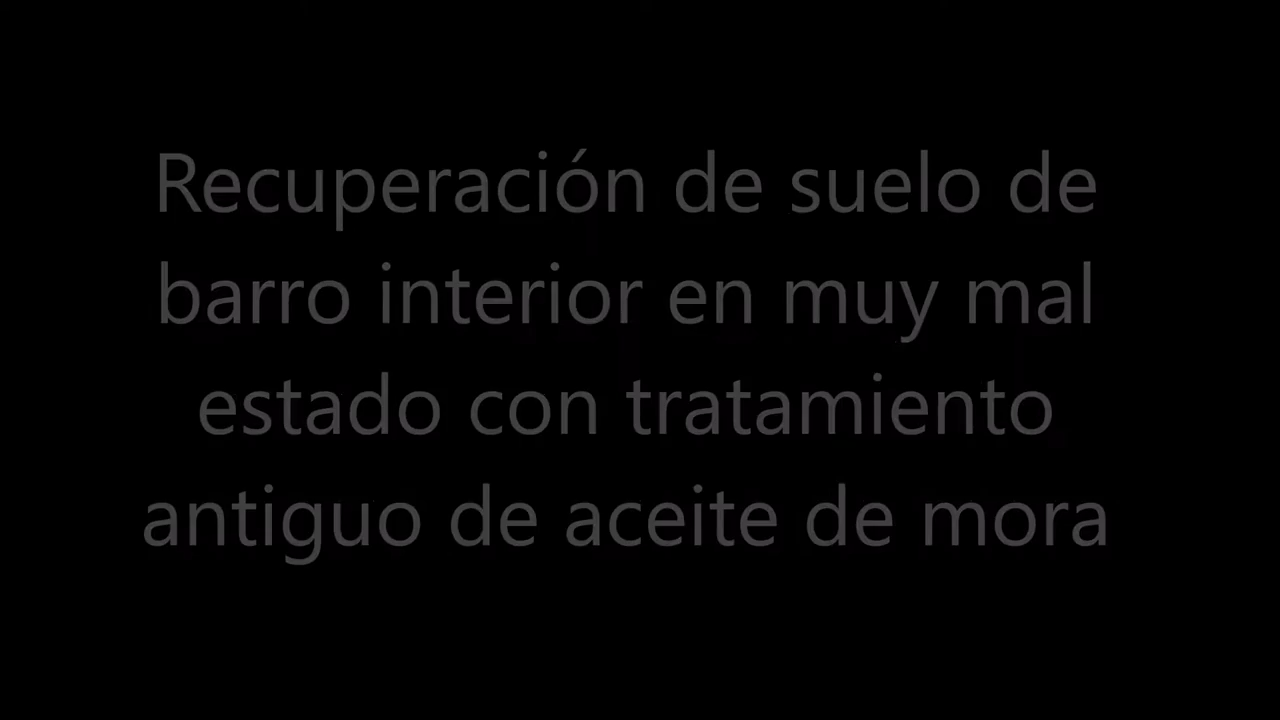 Recuperación de suelo de
barro interior en muy mal
estado con tratamiento
antiguo de aceite de mora